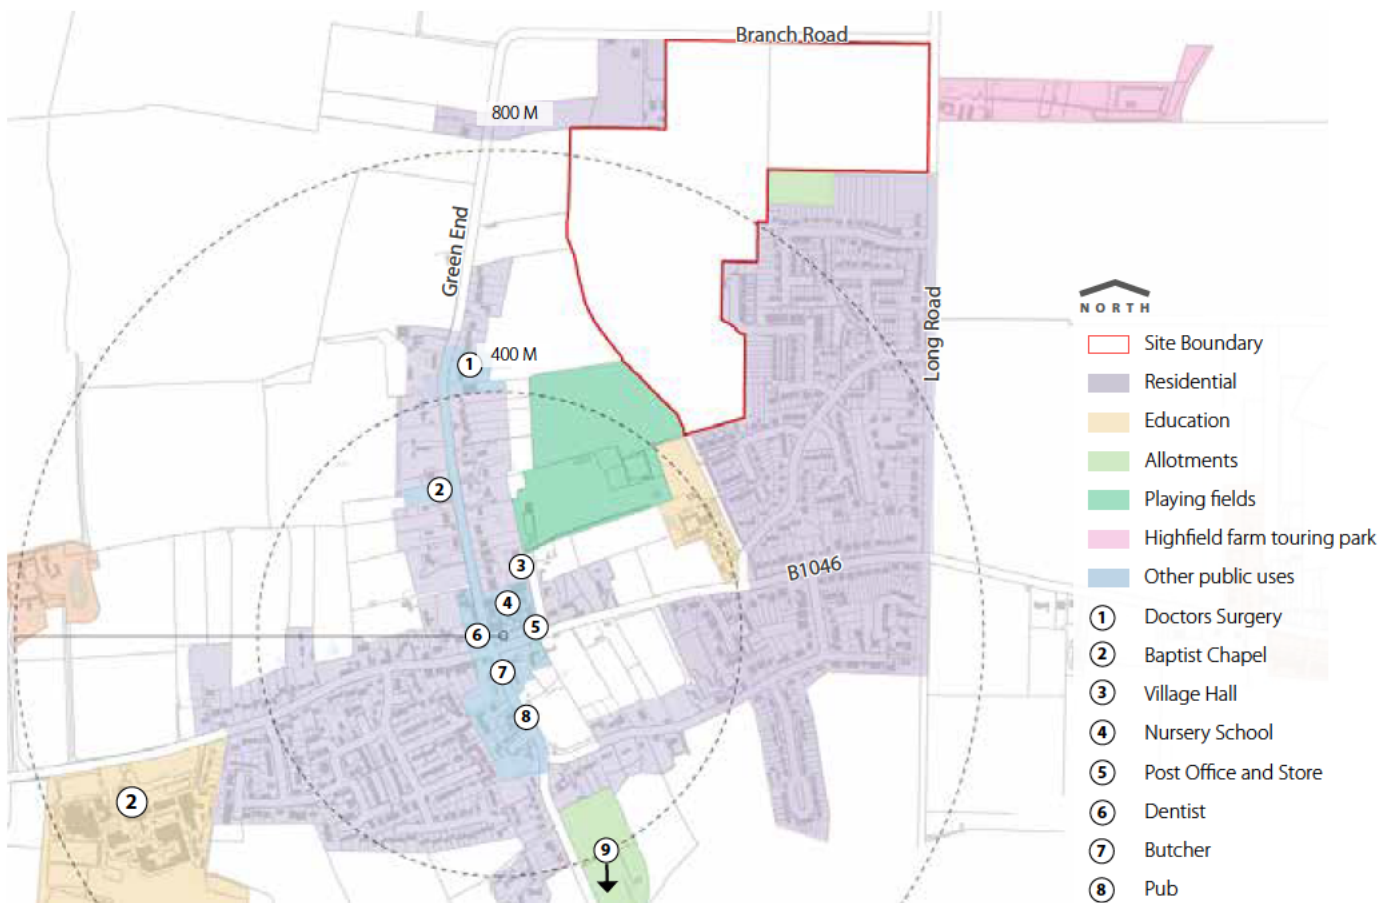 Branch Road
800 M
Green End
400 M
Long Road
B1046
1
2
3
4
5
6
7
8
2
9
NORTH
Site Boundary
Residential
Education
Allotments
Playing fields
Highfield farm touring park
Other public uses
1 Doctors Surgery
2 Baptist Chapel
3 Village Hall
4 Nursery School
5 Post Office and Store
6 Dentist
7 Butcher
8 Pub